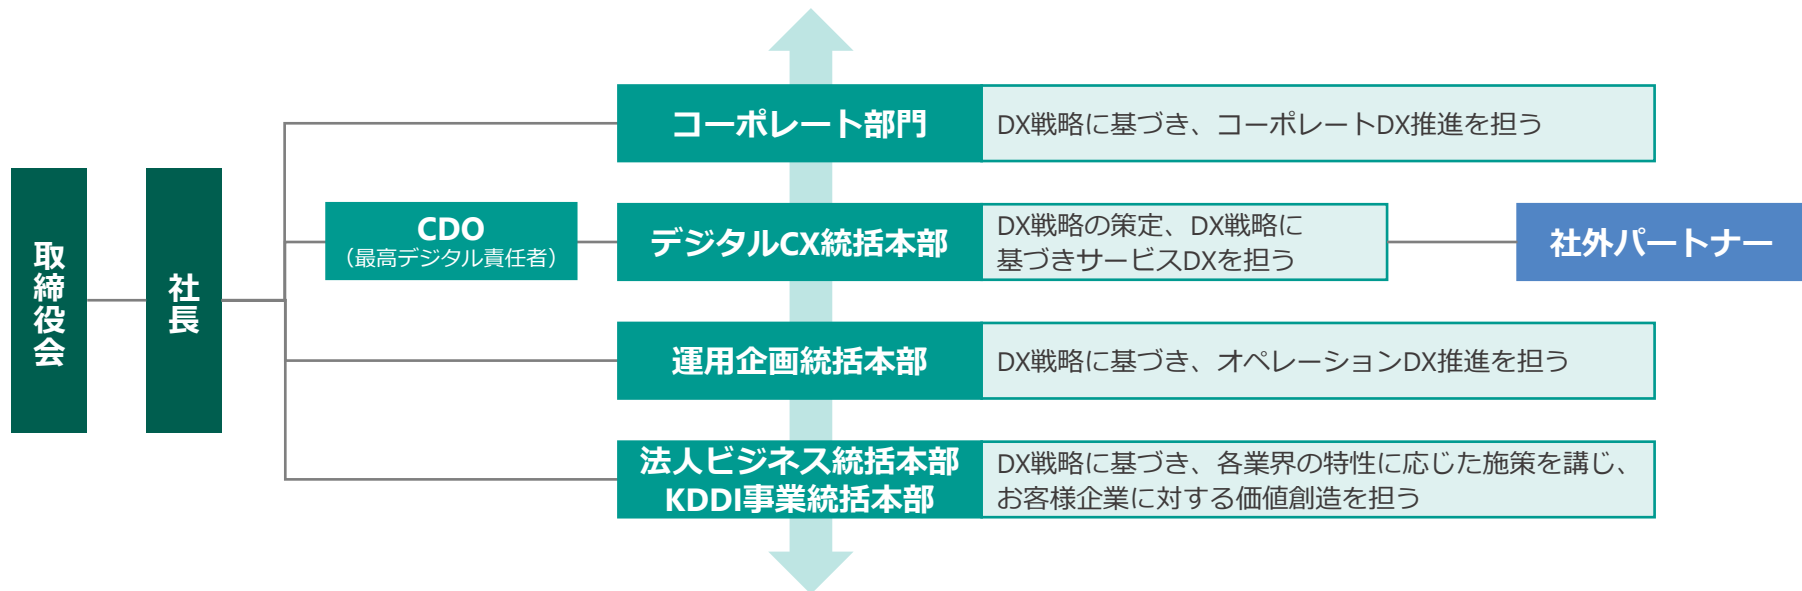 取締役会
社長
CDO
（最高デジタル責任者）
コーポレート部門
DX戦略に基づき、コーポレートDX推進を担う
デジタルCX統括本部
DX戦略の策定、DX戦略に
基づきサービスDXを担う
社外パートナー
運用企画統括本部
DX戦略に基づき、オペレーションDX推進を担う
法人ビジネス統括本部
KDDI事業統括本部
DX戦略に基づき、各業界の特性に応じた施策を講じ、
お客様企業に対する価値創造を担う